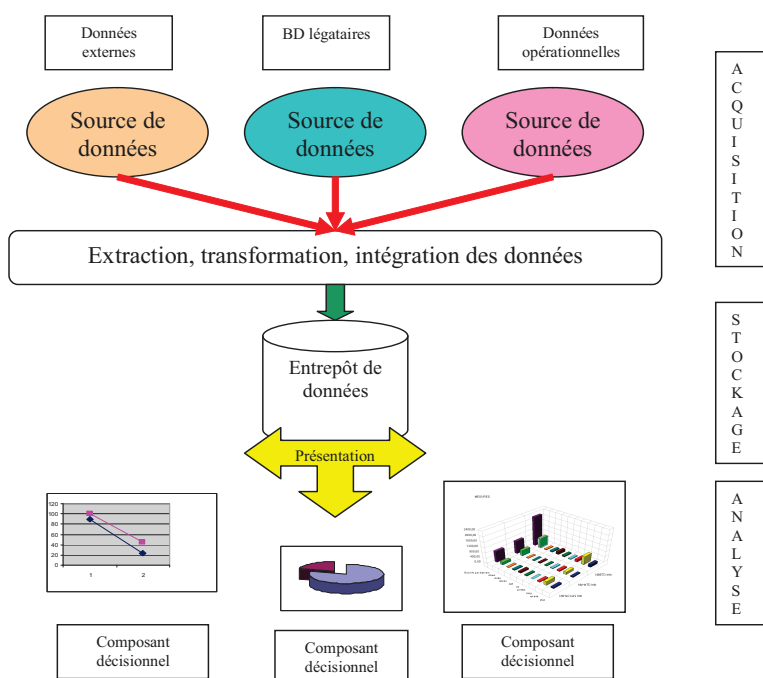 Données
externes
BD légataires
Données
opérationnelles
A
C
Q
U
I
S
I
T
I
O
N
Source de
données
Source de
données
Source de
données
Extraction, transformation, intégration des données
S
T
O
C
K
A
G
E
Entrepôt de
données
Présentation
A
N
A
L
Y
S
E
120
100
80
60
40
20
0
1
2
Composant
décisionnel
Composant
décisionnel
Composant
décisionnel